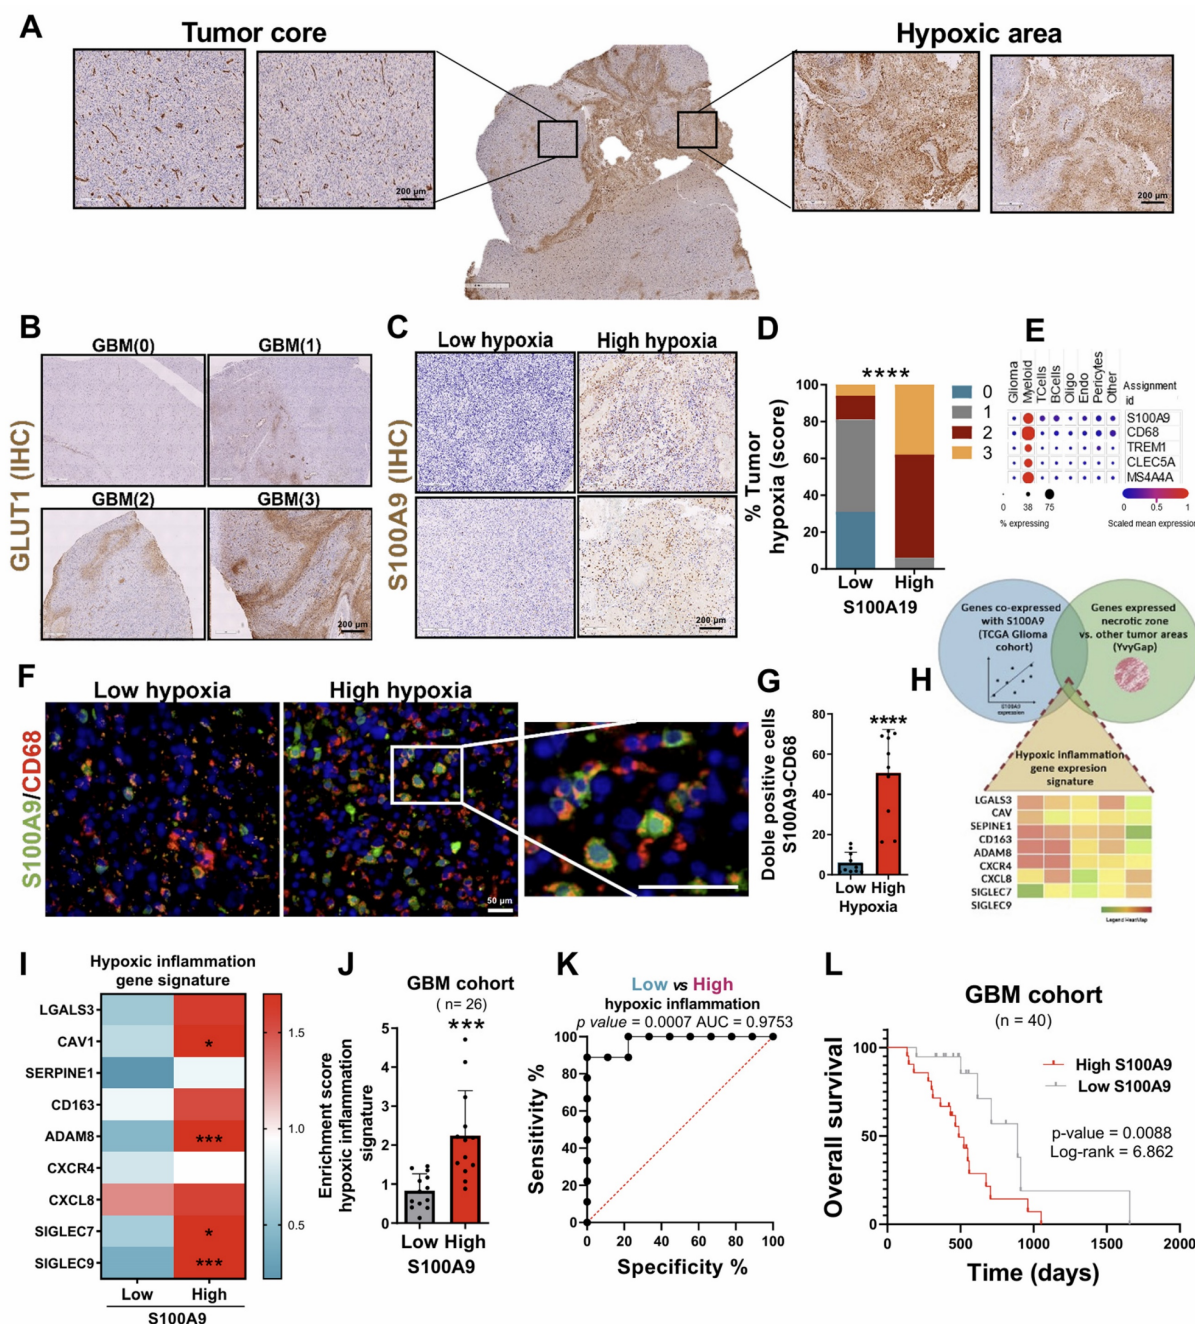 A
Tumor core
Hypoxic area
200 µm
200 µm
B
GBM(0)
GBM(1)
GBM(2)
GBM(3)
GLUT1 (IHC)
200 µm
C
Low hypoxia
High hypoxia
S100A9 (IHC)
200 µm
D
****
% Tumor
hypoxia (score)
100
80
60
40
20
0
Low
High
S100A19
0
1
2
3
E
Glioma
Myeloid
TCells
BCells
Oligo
Endo
Pericytes
Other
Assignment
id
S100A9
CD68
TREM1
CLEC5A
MS4A4A
0
38
75
% expressing
0
0.5
1
Scaled mean expression
F
Low hypoxia
High hypoxia
S100A9/CD68
50 µm
G
Doble positive cells
S100A9-CD68
80
60
40
20
0
****
Low
High
Hypoxia
H
Genes co-expressed
with S100A9
(TCGA Glioma
cohort)
S100A9
expression
Genes expressed
necrotic zone
vs. other tumor areas
(YvyGap)
Hypoxic inflammation
gene expresion
signature
LGALS3
CAV
SEPINE1
CD163
ADAM8
CXCR4
CXCL8
SIGLEC7
SIGLEC9
Legend HeatMap
I
Hypoxic inflammation
gene signature
LGALS3
CAV1
*
SERPINE1
CD163
ADAM8
***
CXCR4
CXCL8
SIGLEC7
*
SIGLEC9
***
Low
High
S100A9
1.5
1.0
0.5
J
GBM cohort
( n= 26)
***
Enrichment score
hypoxic inflammation
signature
5
4
3
2
1
0
Low
High
S100A9
K
Low vs High
hypoxic inflammation
p value = 0.0007 AUC = 0.9753
Sensitivity %
100
80
60
40
20
0
0
20
40
60
80
100
Specificity %
L
GBM cohort
(n = 40)
High S100A9
Low S100A9
p-value = 0.0088
Log-rank = 6.862
Overall survival
100
50
0
0
500
1000
1500
2000
Time (days)